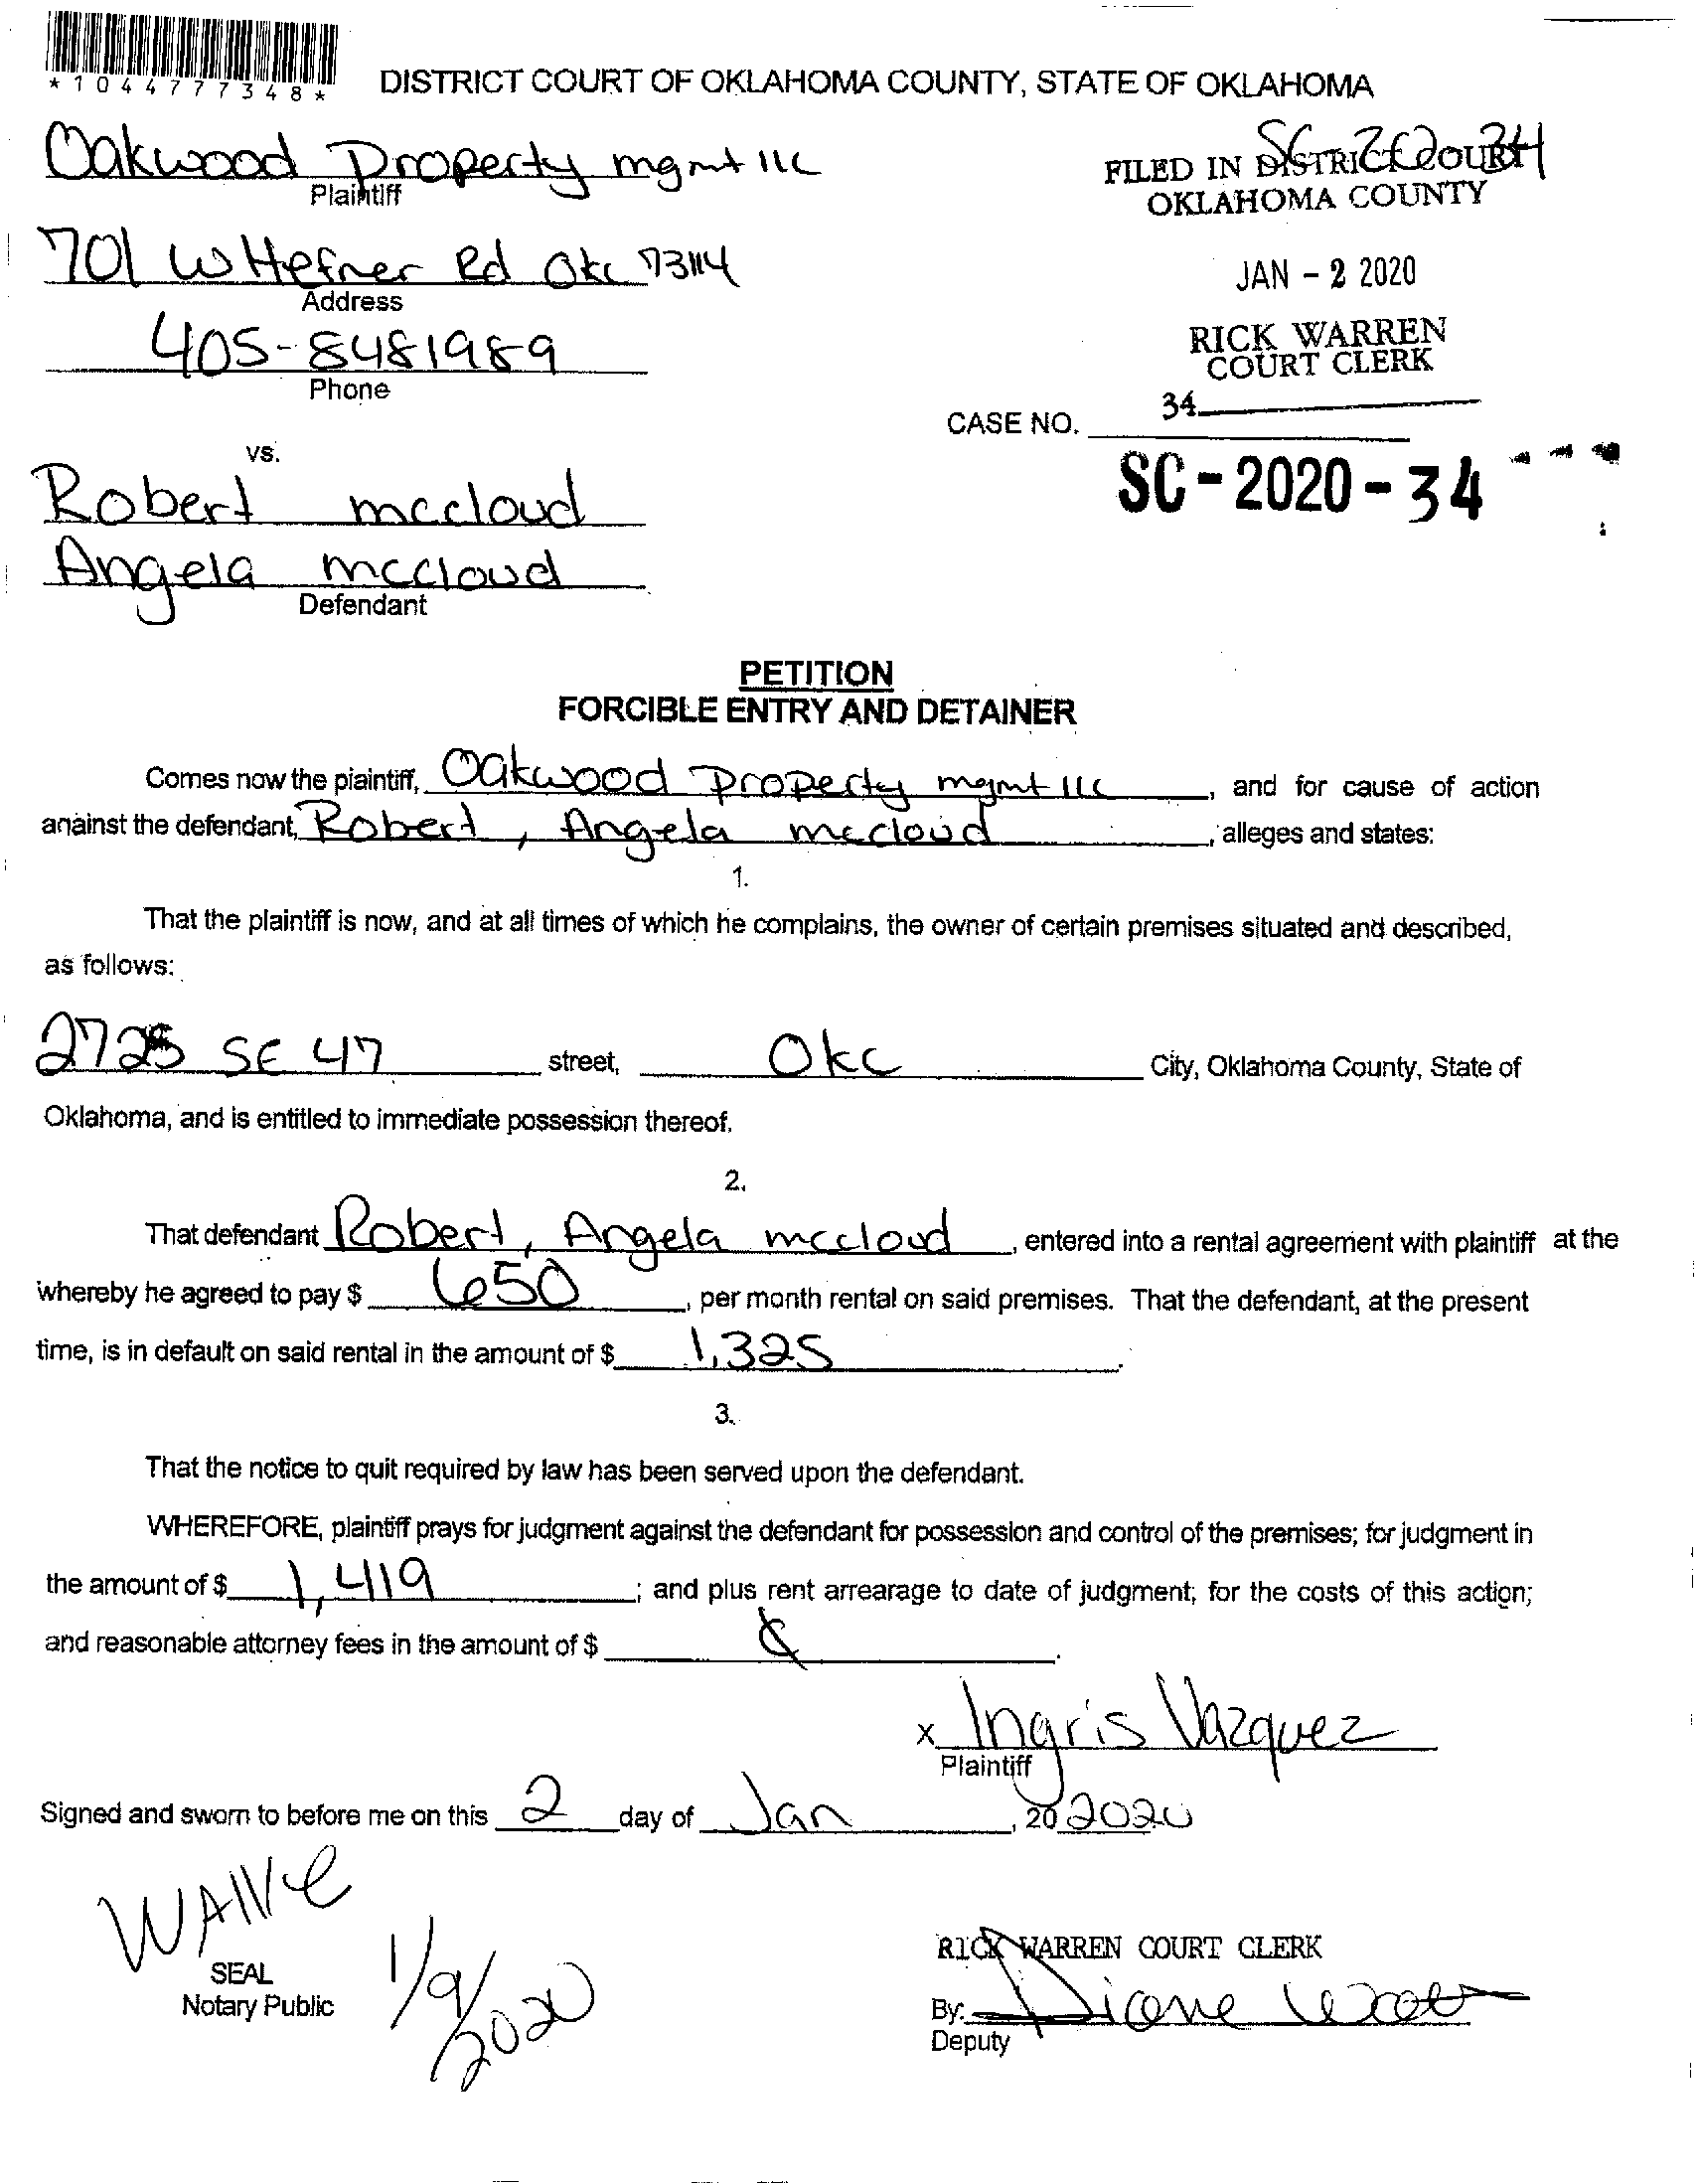 *1044777348*
DISTRICT COURT OF OKLAHOMA COUNTY, STATE OF OKLAHOMA
Oakwood Property mgmt llc
Plaintiff
SC-2020-34
FILED IN DISTRICT COURT
OKLAHOMA COUNTY
701 W Hefner Rd Okc 73114
Address
JAN - 2 2020
405-8481989
Phone
RICK WARREN
COURT CLERK
34
CASE NO.
SC - 2020 - 34
vs.
Robert mccloud
Angela mccloud
Defendant
PETITION
FORCIBLE ENTRY AND DETAINER
Comes now the plaintiff, Oakwood Property mgmt llc, and for cause of action
against the defendant, Robert, Angela mccloud, alleges and states:
1.
That the plaintiff is now, and at all times of which he complains, the owner of certain premises situated and described,
as follows:
SE 47 street, Okc City, Oklahoma County, State of
Oklahoma, and is entitled to immediate possession thereof.
2.
That defendant Robert, Angela mccloud, entered into a rental agreement with plaintiff at the
whereby he agreed to pay $ 650, per month rental on said premises. That the defendant, at the present
time, is in default on said rental in the amount of $ 1,325.
3.
That the notice to quit required by law has been served upon the defendant.
WHEREFORE, plaintiff prays for judgment against the defendant for possession and control of the premises; for judgment in
the amount of $ 1,419; and plus rent arrearage to date of judgment; for the costs of this action;
and reasonable attorney fees in the amount of $
x Ingris Vazquez
Plaintiff
Signed and sworn to before me on this 2 day of Jan, 20 2020
WAIVE
SEAL
Notary Public
1/9/2020
RICK WARREN COURT CLERK
By: Diane
Deputy